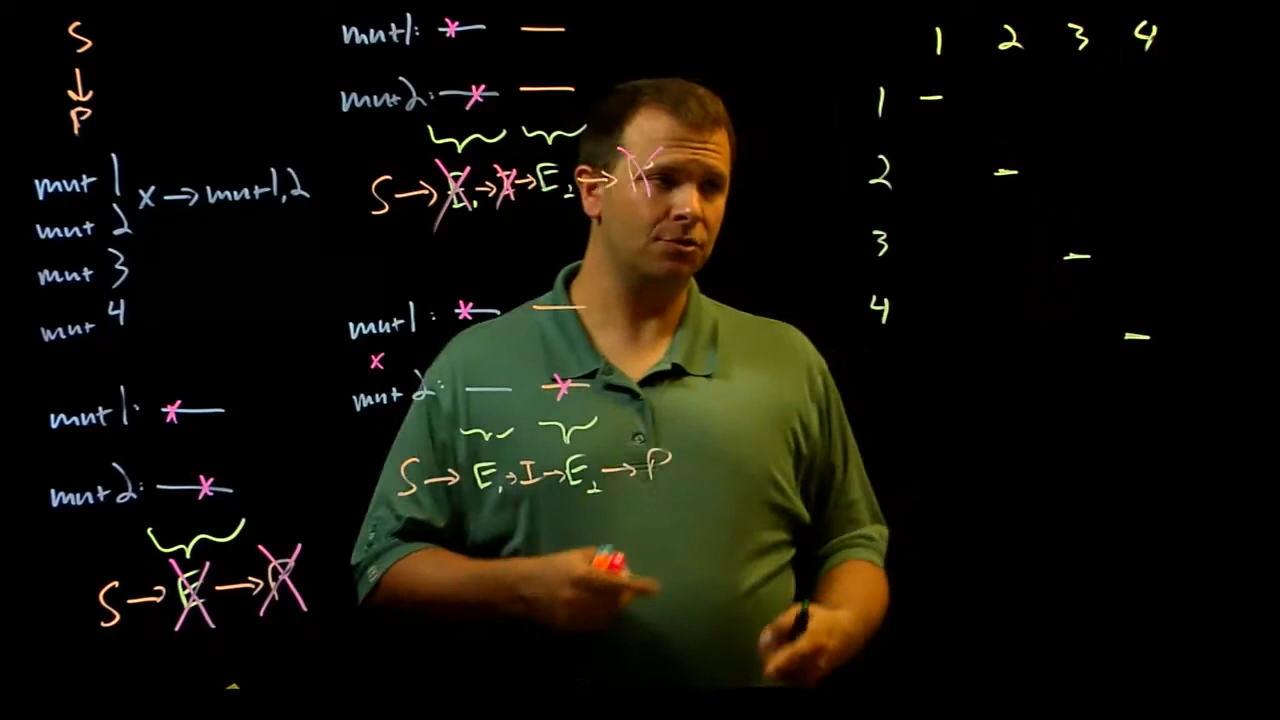 S
↓
P
mut 1
mut 2
x → mut 1,2
mut 3
mut 4
mut 1:
mut 2:
S → E → P
mut 1:
mut 2:
S → E₁ → I → E₂ → P
mut 1:
x
mut 2:
S → E₁ → I → E₂ → P
1 2 3 4
1 –
2 –
3 –
4 –